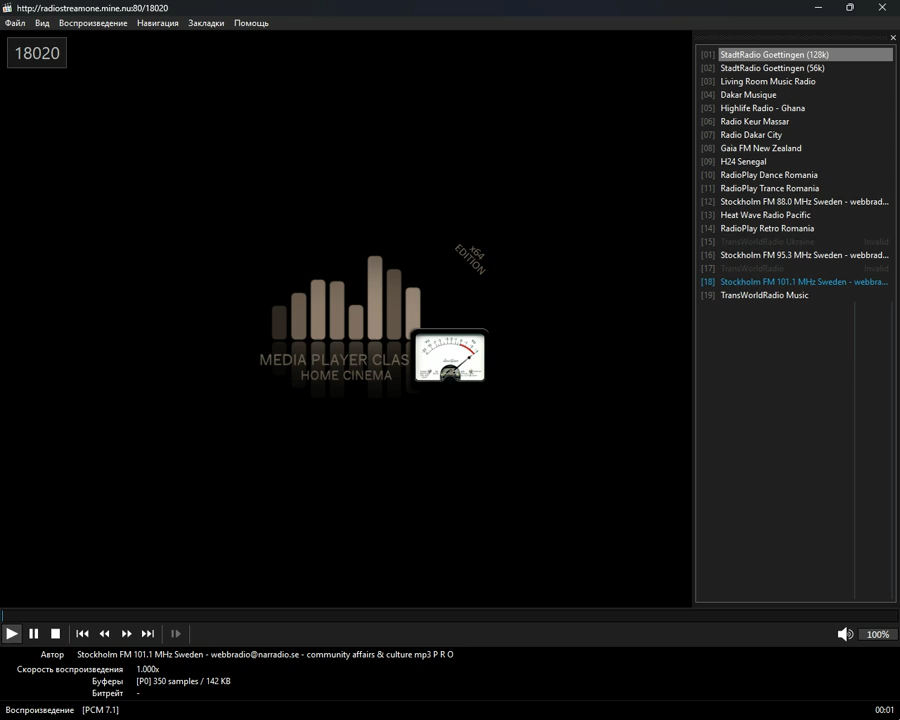 http://radiostreamone.mine.nu:80/18020
Файл Вид Воспроизведение Навигация Закладки Помощь
18020
[01] StadtRadio Goettingen (128k)
[02] StadtRadio Goettingen (56k)
[03] Living Room Music Radio
[04] Dakar Musique
[05] Highlife Radio - Ghana
[06] Radio Keur Massar
[07] Radio Dakar City
[08] Gaia FM New Zealand
[09] H24 Senegal
[10] RadioPlay Dance Romania
[11] RadioPlay Trance Romania
[12] Stockholm FM 88.0 MHz Sweden - webbrad...
[13] Heat Wave Radio Pacific
[14] RadioPlay Retro Romania
[15] TransWorldRadio Ukraine Invalid
[16] Stockholm FM 95.3 MHz Sweden - webbrad...
[17] TransWorldRadio Invalid
[18] Stockholm FM 101.1 MHz Sweden - webbra...
[19] TransWorldRadio Music
x64
EDITION
MEDIA PLAYER CLAS
HOME CINEMA
100%
Автор Stockholm FM 101.1 MHz Sweden - webbradio@narradio.se - community affairs & culture mp3 P R O
Скорость воспроизведения 1.000x
Буферы [P0] 350 samples / 142 KB
Битрейт -
Воспроизведение [PCM 7.1] 00:01